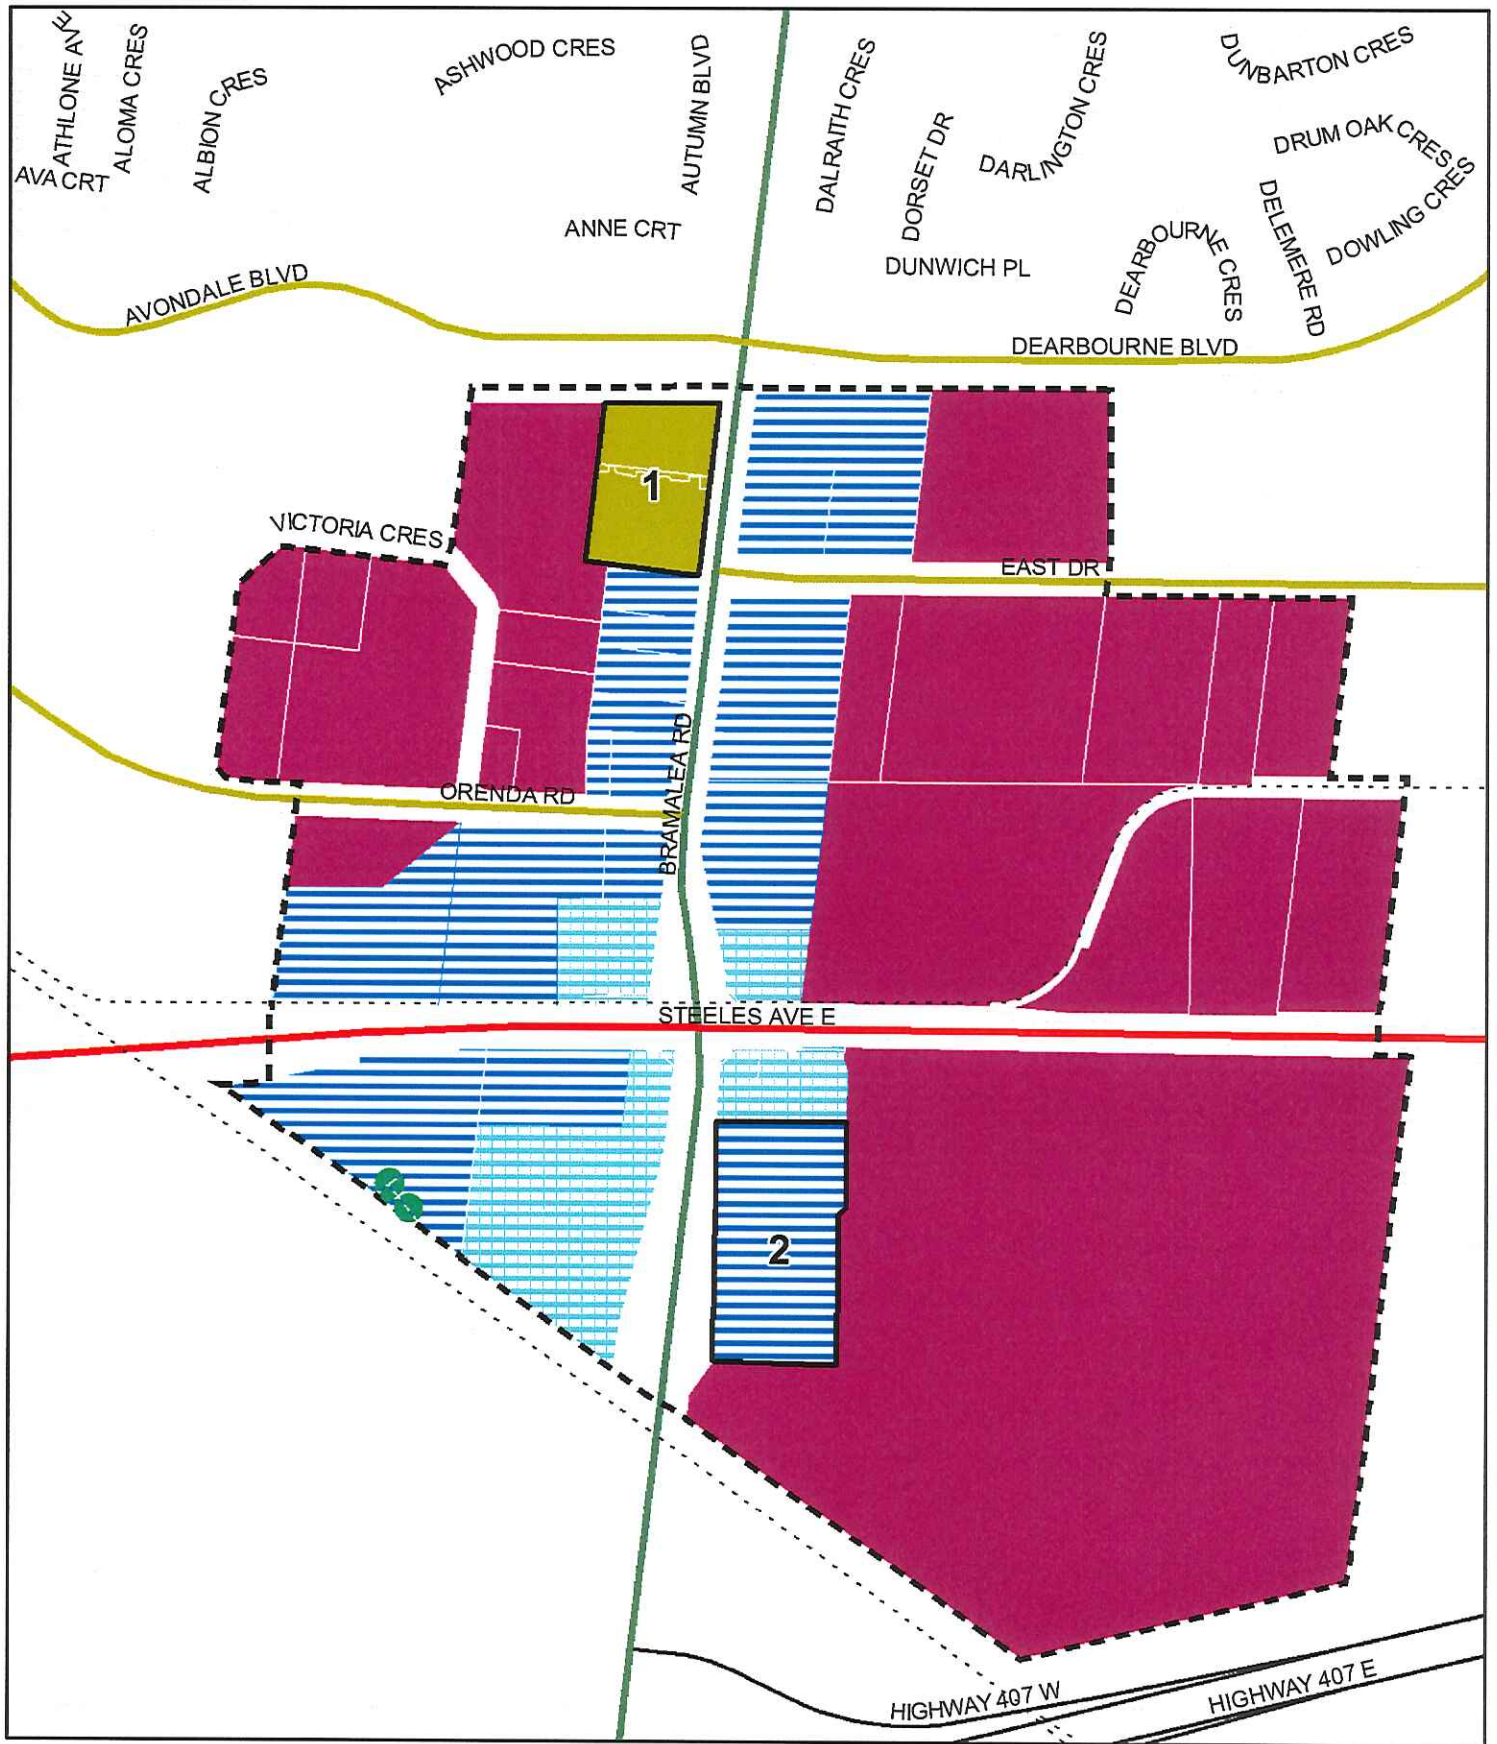 ATHLONE AVE
ALOMA CRES
ALBION CRES
AVA CRT
ASHWOOD CRES
AUTUMN BLVD
ANNE CRT
DALRAITH CRES
DORSET DR
DARLINGTON CRES
DUNBARTON CRES
DRUM OAK CRES
DOWLING CRES
DELEMERE RD
DEARBOURNE CRES
DUNWICH PL
AVONDALE BLVD
DEARBOURNE BLVD
1
VICTORIA CRES
EAST DR
BRAMALEA RD
ORENDA RD
STEELES AVE E
2
HIGHWAY 407 W
HIGHWAY 407 E